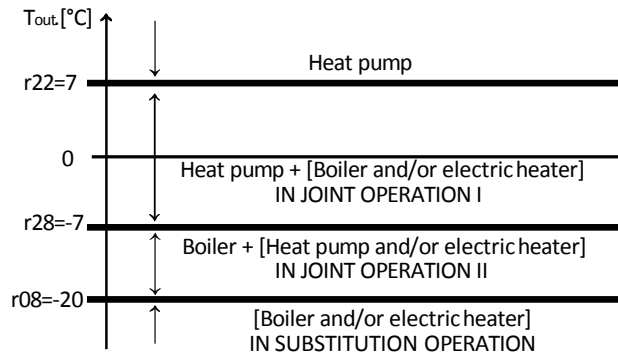 Tout.[°C]
Heat pump
r22=7
0
Heat pump + [Boiler and/or electric heater]
IN JOINT OPERATION I
r28=-7
Boiler + [Heat pump and/or electric heater]
IN JOINT OPERATION II
r08=-20
[Boiler and/or electric heater]
IN SUBSTITUTION OPERATION